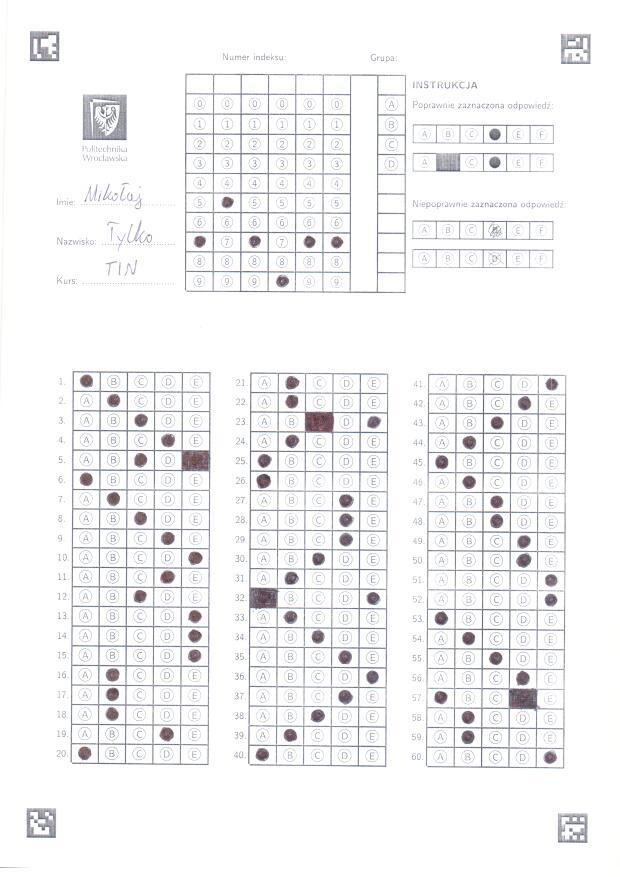 Numer indeksu: Grupa:
INSTRUKCJA
Poprawnie zaznaczona odpowiedź:
A B C E F
A C E F
Niepoprawnie zaznaczona odpowiedź:
A B C E F
A B C D E F
Politechnika
Wrocławska
Imię: Mikołaj
Nazwisko: Tylko
Kurs: TIN
0 0 0 0 0 0 A
1 1 1 1 1 1 B
2 2 2 2 2 2 C
3 3 3 3 3 3 D
4 4 4 4 4 4
5 5 5 5 5
6 6 6 6 6 6
7 7
8 8 8 8 8 8
9 9 9 9 9
1. B C D E
2. A C D E
3. A B D E
4. A B C E
5. A B D
6. B C D E
7. A C D E
8. A B D E
9. A B C E
10. A B C D
11. A B C E
12. A B D E
13. A B C D
14. A B C D
15. A B C D
16. A C D E
17. A C D E
18. A C D E
19. A B C E
20. B C D E
21. A C D E
22. A C D E
23. A B D
24. A C D E
25. B C D E
26. B C D E
27. A B C E
28. A B C E
29. A B C E
30. A B D E
31. A C D E
32. B C D
33. A C D E
34. A B D E
35. A B C E
36. A B C D
37. A B C E
38. A B D E
39. A C D E
40. B C D E
41. A B C D
42. A B C E
43. A B D E
44. A C D E
45. B C D E
46. A C D E
47. A B D E
48. A B D E
49. A B C E
50. A B C E
51. A B C D
52. A B C D
53. B C D E
54. A C D E
55. A B D E
56. A B C E
57. B C E
58. A C D E
59. A C D E
60. A B C D